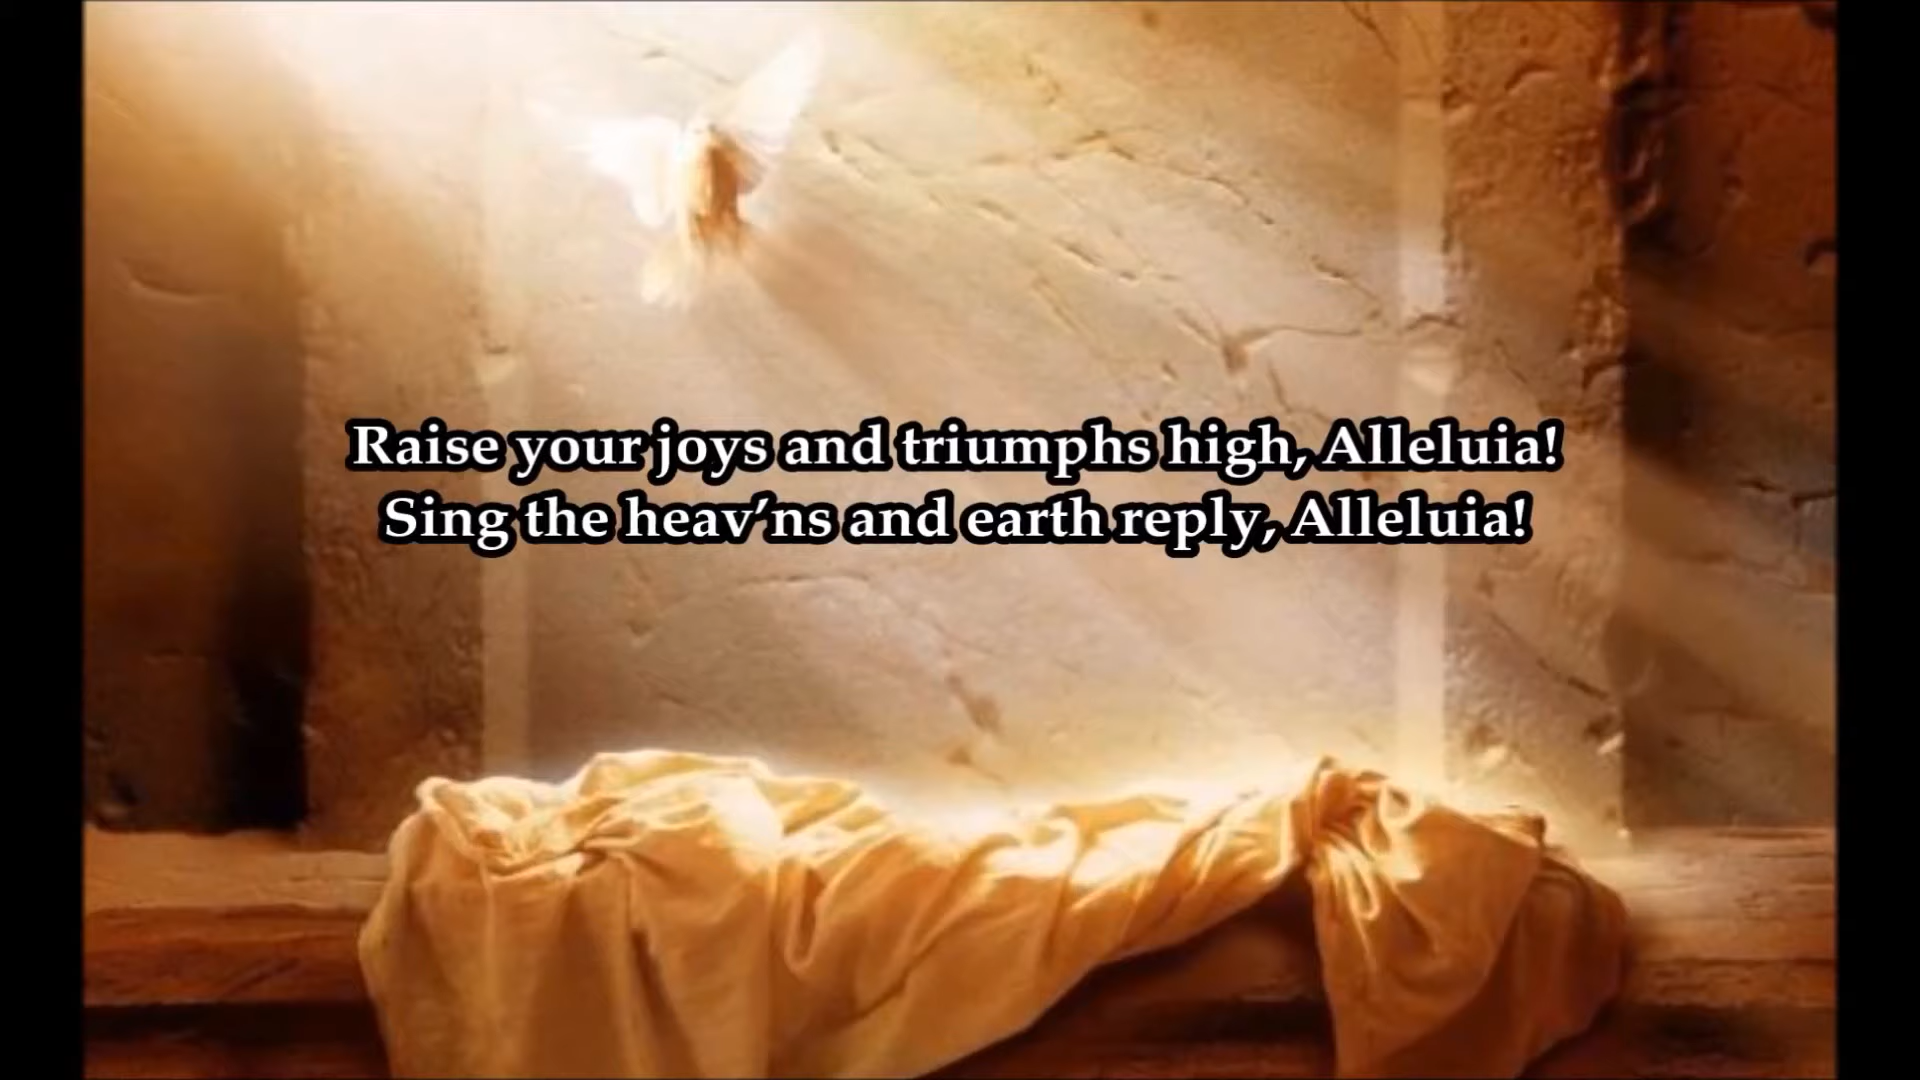 Raise your joys and triumphs high, Alleluia!
Sing the heav’ns and earth reply, Alleluia!